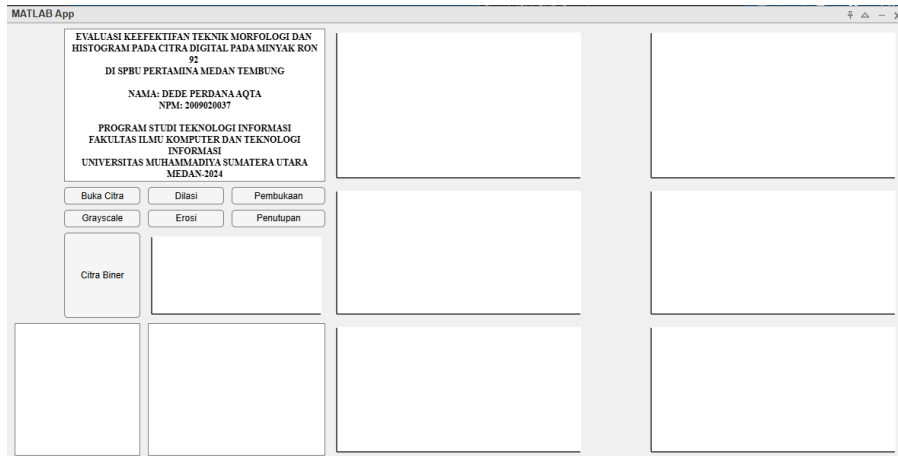 MATLAB App
EVALUASI KEEFEKTIFAN TEKNIK MORFOLOGI DAN
HISTOGRAM PADA CITRA DIGITAL PADA MINYAK RON
92
DI SPBU PERTAMINA MEDAN TEMBUNG
NAMA: DEDE PERDANA AQTA
NPM: 2009020037
PROGRAM STUDI TEKNOLOGI INFORMASI
FAKULTAS ILMU KOMPUTER DAN TEKNOLOGI
INFORMASI
UNIVERSITAS MUHAMMADIYA SUMATERA UTARA
MEDAN-2024
Buka Citra Dilasi Pembukaan
Grayscale Erosi Penutupan
Citra Biner